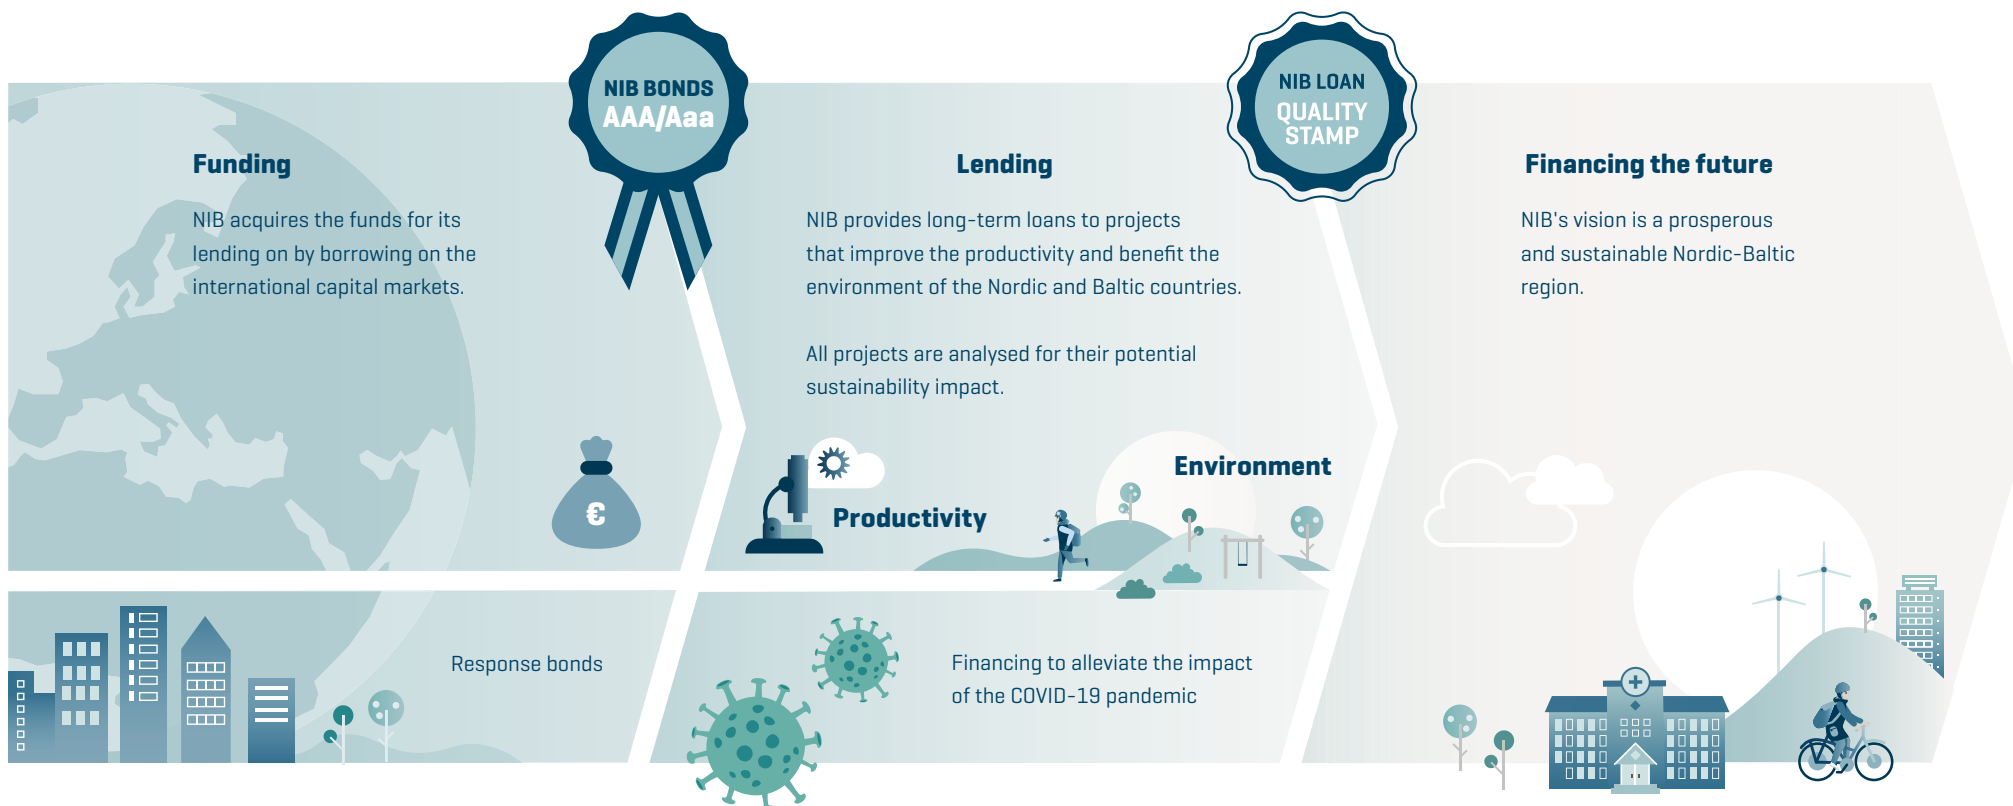 NIB BONDS
AAA/Aaa
NIB LOAN
QUALITY
STAMP
Funding
NIB acquires the funds for its
lending on by borrowing on the
international capital markets.
Lending
NIB provides long-term loans to projects
that improve the productivity and benefit the
environment of the Nordic and Baltic countries.
All projects are analysed for their potential
sustainability impact.
Financing the future
NIB's vision is a prosperous
and sustainable Nordic-Baltic
region.
€
Productivity
Environment
Response bonds
Financing to alleviate the impact
of the COVID-19 pandemic